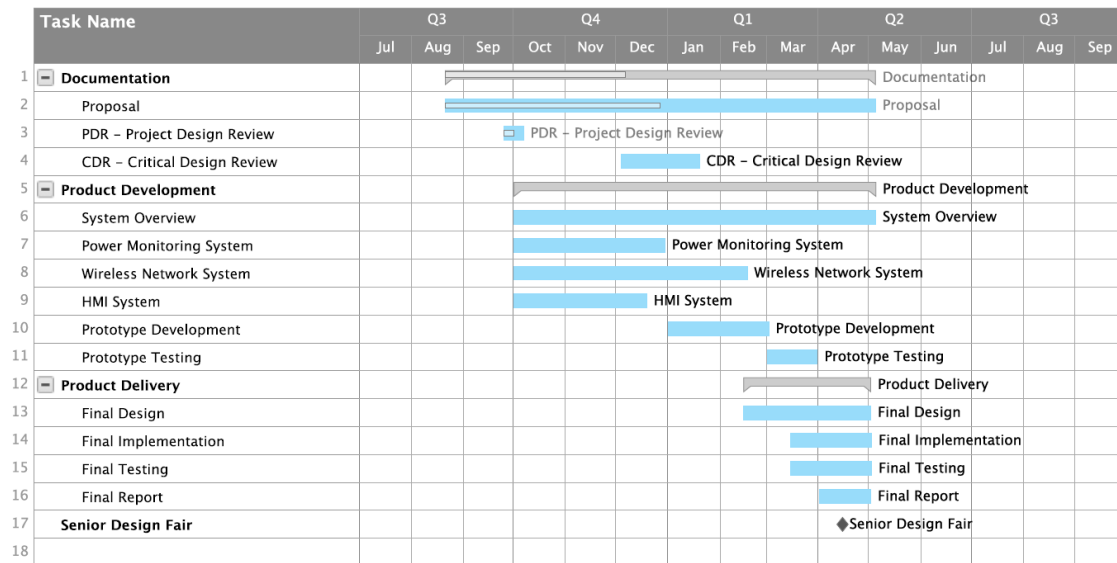 Task Name Q3 Q4 Q1 Q2 Q3
Jul Aug Sep Oct Nov Dec Jan Feb Mar Apr May Jun Jul Aug Sep
1 Documentation Documentation
2 Proposal Proposal
3 PDR – Project Design Review PDR – Project Design Review
4 CDR – Critical Design Review CDR – Critical Design Review
5 Product Development Product Development
6 System Overview System Overview
7 Power Monitoring System Power Monitoring System
8 Wireless Network System Wireless Network System
9 HMI System HMI System
10 Prototype Development Prototype Development
11 Prototype Testing Prototype Testing
12 Product Delivery Product Delivery
13 Final Design Final Design
14 Final Implementation Final Implementation
15 Final Testing Final Testing
16 Final Report Final Report
17 Senior Design Fair Senior Design Fair
18